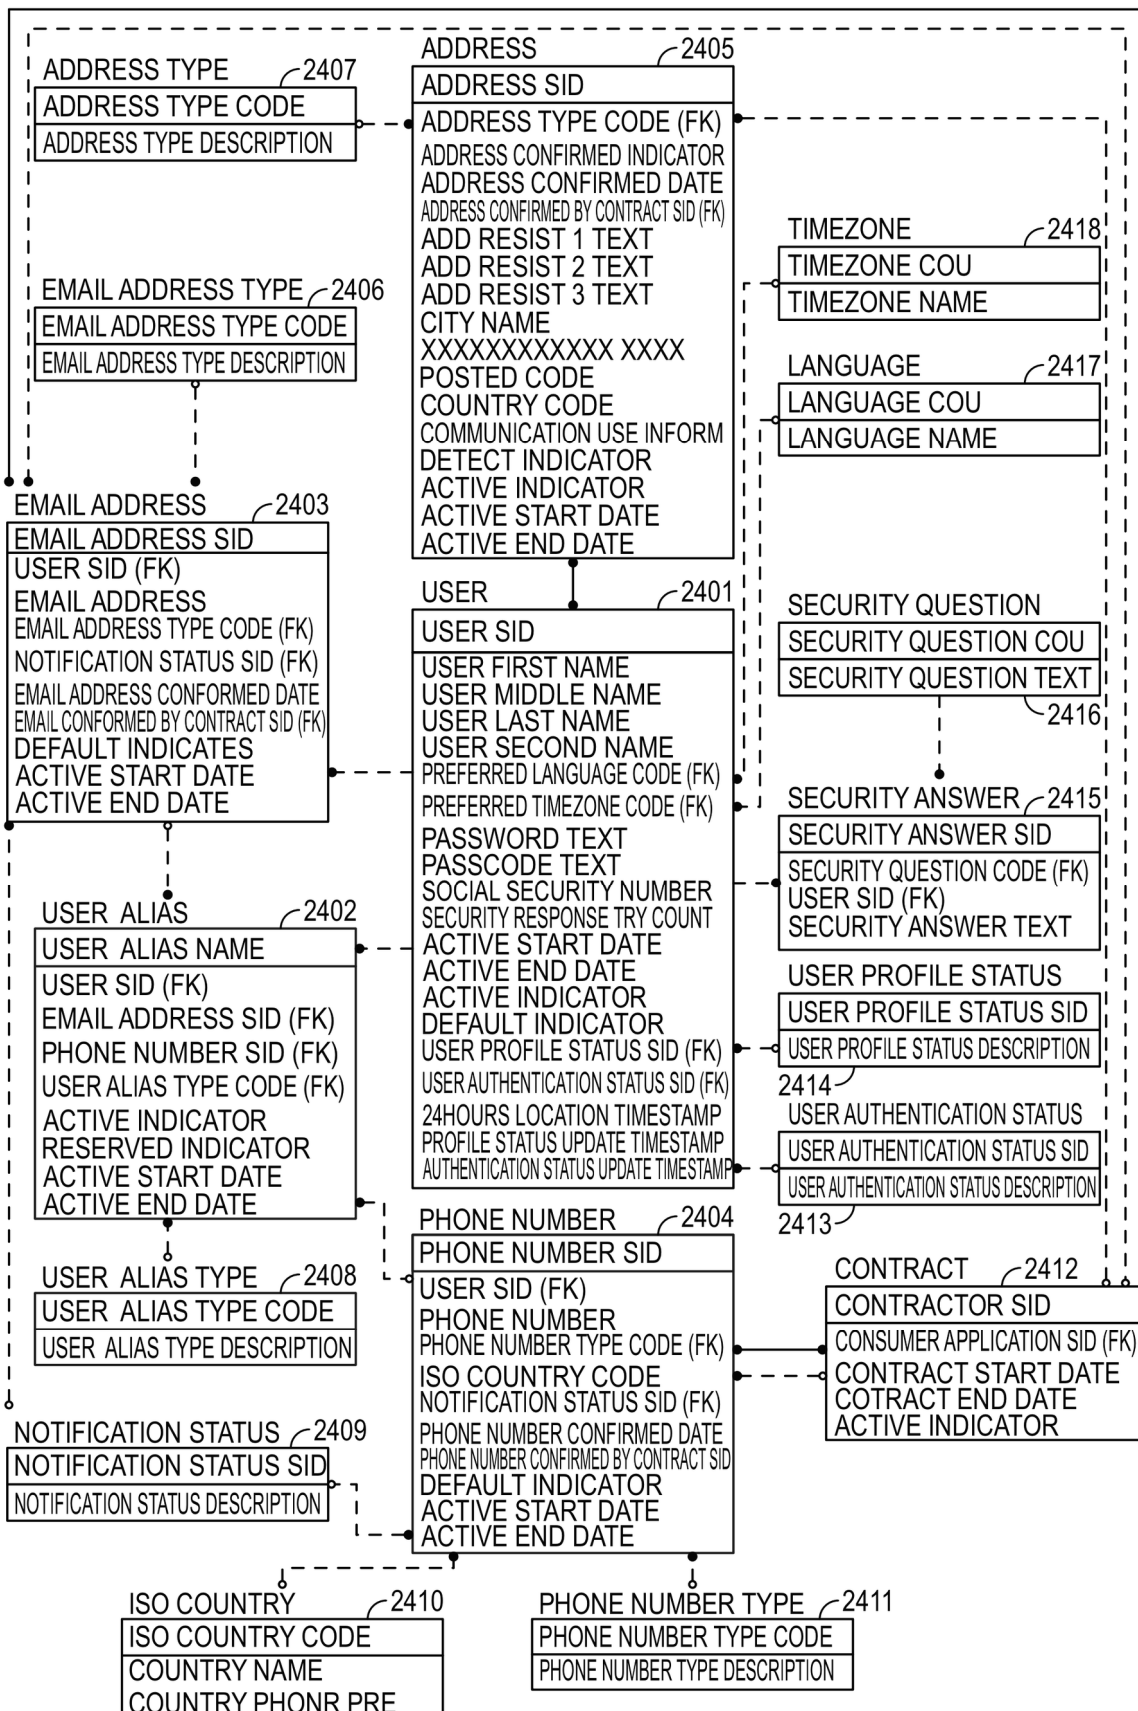 ADDRESS TYPE 2407
ADDRESS TYPE CODE
ADDRESS TYPE DESCRIPTION
ADDRESS 2405
ADDRESS SID
ADDRESS TYPE CODE (FK)
ADDRESS CONFIRMED INDICATOR
ADDRESS CONFIRMED DATE
ADDRESS CONFIRMED BY CONTRACT SID (FK)
ADD RESIST 1 TEXT
ADD RESIST 2 TEXT
ADD RESIST 3 TEXT
CITY NAME
XXXXXXXXXXXX XXXX
POSTED CODE
COUNTRY CODE
COMMUNICATION USE INFORM
DETECT INDICATOR
ACTIVE INDICATOR
ACTIVE START DATE
ACTIVE END DATE
TIMEZONE 2418
TIMEZONE COU
TIMEZONE NAME
EMAIL ADDRESS TYPE 2406
EMAIL ADDRESS TYPE CODE
EMAIL ADDRESS TYPE DESCRIPTION
LANGUAGE 2417
LANGUAGE COU
LANGUAGE NAME
EMAIL ADDRESS 2403
EMAIL ADDRESS SID
USER SID (FK)
EMAIL ADDRESS
EMAIL ADDRESS TYPE CODE (FK)
NOTIFICATION STATUS SID (FK)
EMAIL ADDRESS CONFORMED DATE
EMAIL CONFORMED BY CONTRACT SID (FK)
DEFAULT INDICATES
ACTIVE START DATE
ACTIVE END DATE
USER 2401
USER SID
USER FIRST NAME
USER MIDDLE NAME
USER LAST NAME
USER SECOND NAME
PREFERRED LANGUAGE CODE (FK)
PREFERRED TIMEZONE CODE (FK)
PASSWORD TEXT
PASSCODE TEXT
SOCIAL SECURITY NUMBER
SECURITY RESPONSE TRY COUNT
ACTIVE START DATE
ACTIVE END DATE
ACTIVE INDICATOR
DEFAULT INDICATOR
USER PROFILE STATUS SID (FK)
USER AUTHENTICATION STATUS SID (FK)
24HOURS LOCATION TIMESTAMP
PROFILE STATUS UPDATE TIMESTAMP
AUTHENTICATION STATUS UPDATE TIMESTAMP
SECURITY QUESTION
SECURITY QUESTION COU
SECURITY QUESTION TEXT
2416
SECURITY ANSWER 2415
SECURITY ANSWER SID
SECURITY QUESTION CODE (FK)
USER SID (FK)
SECURITY ANSWER TEXT
USER PROFILE STATUS
USER PROFILE STATUS SID
USER PROFILE STATUS DESCRIPTION
2414
USER AUTHENTICATION STATUS
USER AUTHENTICATION STATUS SID
USER AUTHENTICATION STATUS DESCRIPTION
2413
USER ALIAS 2402
USER ALIAS NAME
USER SID (FK)
EMAIL ADDRESS SID (FK)
PHONE NUMBER SID (FK)
USER ALIAS TYPE CODE (FK)
ACTIVE INDICATOR
RESERVED INDICATOR
ACTIVE START DATE
ACTIVE END DATE
USER ALIAS TYPE 2408
USER ALIAS TYPE CODE
USER ALIAS TYPE DESCRIPTION
PHONE NUMBER 2404
PHONE NUMBER SID
USER SID (FK)
PHONE NUMBER
PHONE NUMBER TYPE CODE (FK)
ISO COUNTRY CODE
NOTIFICATION STATUS SID (FK)
PHONE NUMBER CONFIRMED DATE
PHONE NUMBER CONFIRMED BY CONTRACT SID
DEFAULT INDICATOR
ACTIVE START DATE
ACTIVE END DATE
CONTRACT 2412
CONTRACTOR SID
CONSUMER APPLICATION SID (FK)
CONTRACT START DATE
COTRACT END DATE
ACTIVE INDICATOR
NOTIFICATION STATUS 2409
NOTIFICATION STATUS SID
NOTIFICATION STATUS DESCRIPTION
ISO COUNTRY 2410
ISO COUNTRY CODE
COUNTRY NAME
COUNTRY PHONR PRE
PHONE NUMBER TYPE 2411
PHONE NUMBER TYPE CODE
PHONE NUMBER TYPE DESCRIPTION